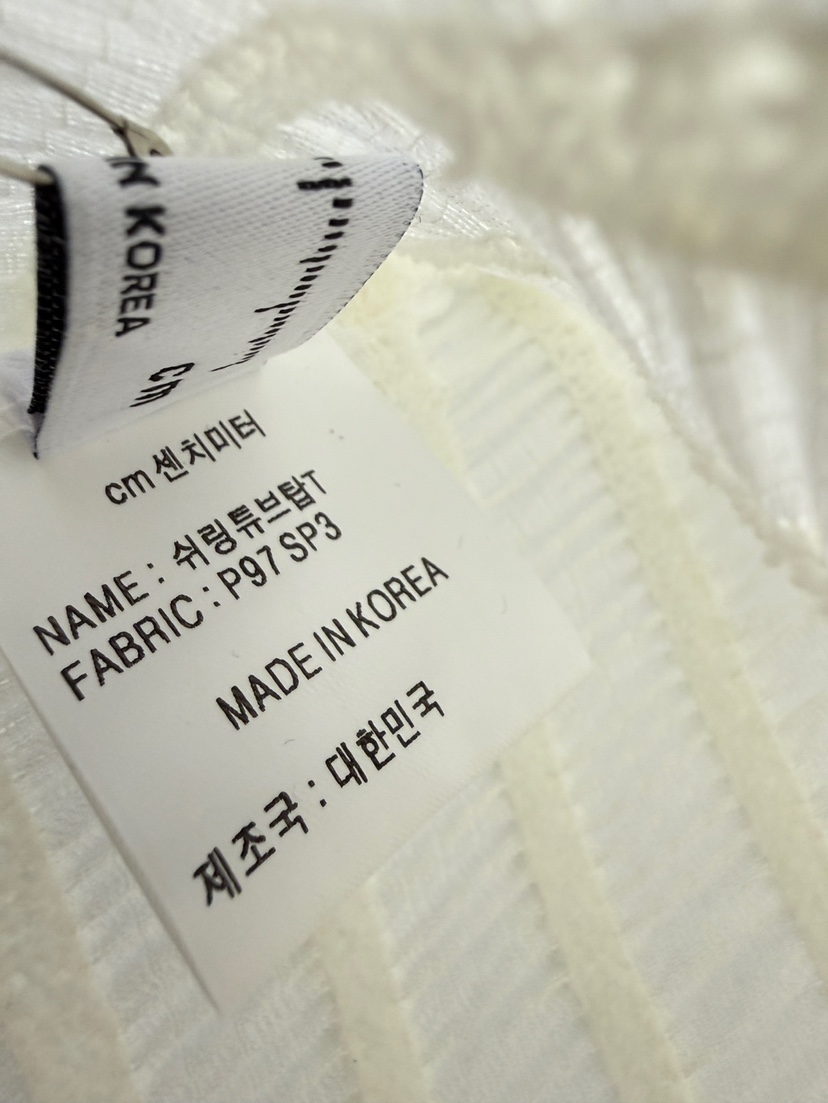 N KOREA
cm
cm 센치미터
NAME : 쉬링튜브탑T
FABRIC : P97 SP3
MADE IN KOREA
제조국 : 대한민국